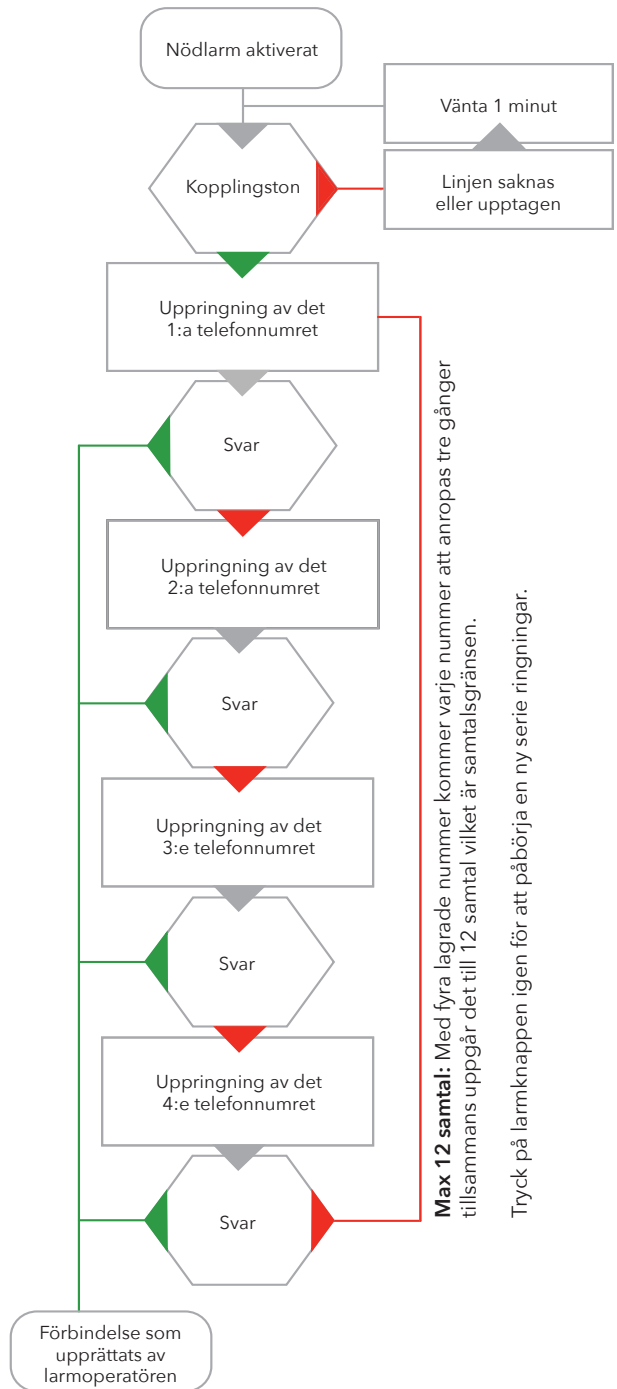 Nödlarm aktiverat
Vänta 1 minut
Kopplingston
Linjen saknas
eller upptagen
Uppringning av det
1:a telefonnumret
Svar
Uppringning av det
2:a telefonnumret
Svar
Uppringning av det
3:e telefonnumret
Svar
Uppringning av det
4:e telefonnumret
Svar
Förbindelse som
upprättats av
larmoperatören
Max 12 samtal: Med fyra lagrade nummer kommer varje nummer att anropas tre gånger
tillsammans uppgår det till 12 samtal vilket är samtalsgränsen.
Tryck på larmknappen igen för att påbörja en ny serie ringningar.